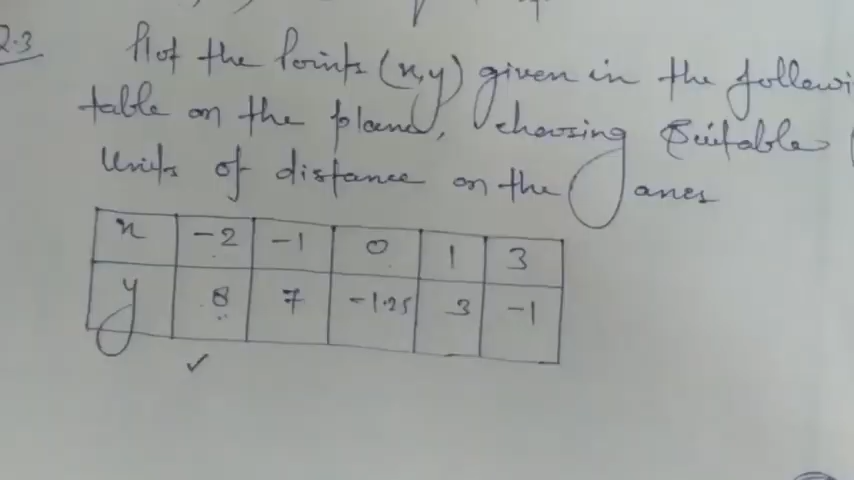 2.3 Plot the Points (x,y) given in the followi
table on the plane, choosing Suitable
Units of distance on the axes
x -2 -1 0 1 3
y 8 7 -1.25 3 -1